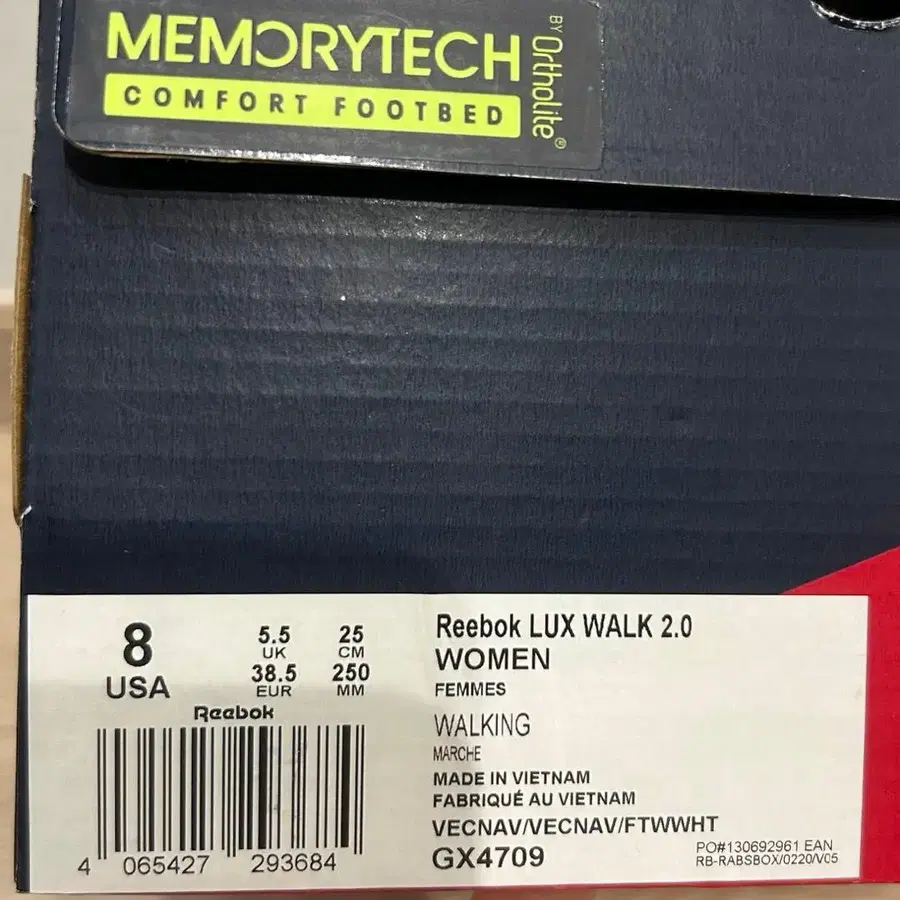 MEMORYTECH
COMFORT FOOTBED
BY Ortholite®
8
USA
5.5
UK
38.5
EUR
25
CM
250
MM
Reebok
4 065427 293684
Reebok LUX WALK 2.0
WOMEN
FEMMES
WALKING
MARCHE
MADE IN VIETNAM
FABRIQUÉ AU VIETNAM
VECNAV/VECNAV/FTWWHT
GX4709
PO#130692961 EAN
RB-RABSBOX/0220/V05